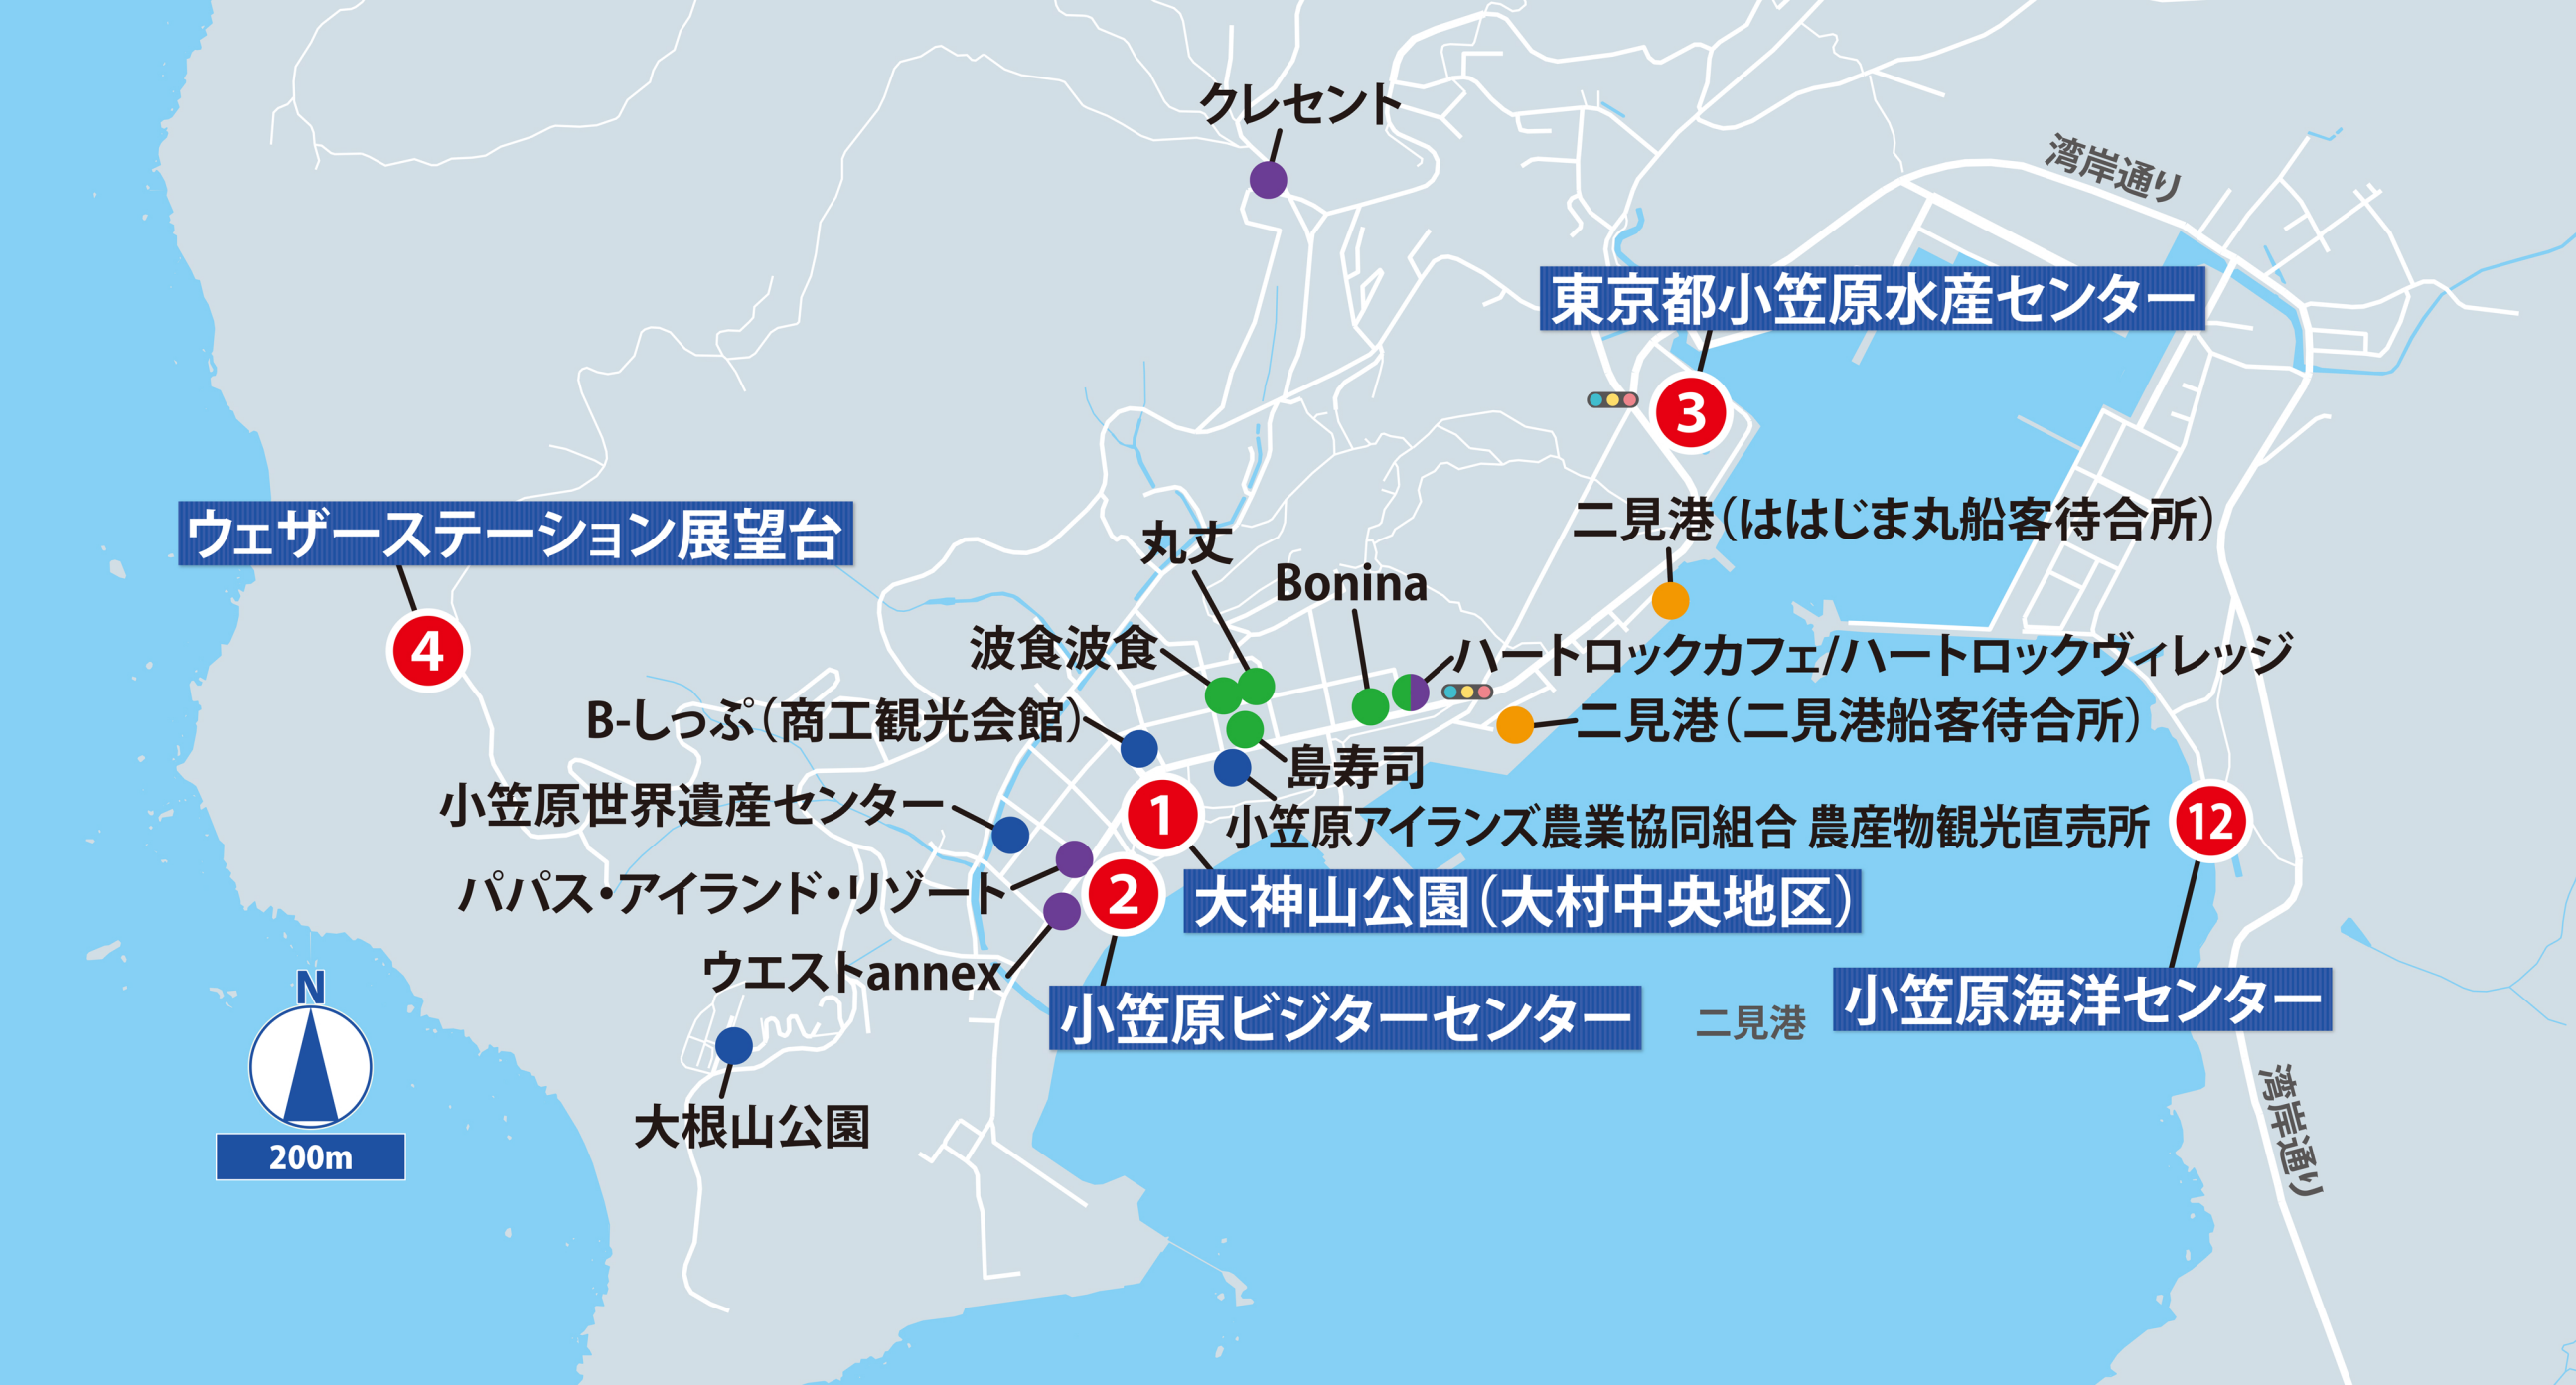 クレセント
湾岸通り
東京都小笠原水産センター
3
ウェザーステーション展望台
4
二見港（ははじま丸船客待合所）
丸丈
Bonina
波食波食
ハートロックカフェ/ハートロックヴィレッジ
B-しっぷ（商工観光会館）
二見港（二見港船客待合所）
島寿司
小笠原世界遺産センター
1
小笠原アイランズ農業協同組合 農産物観光直売所
12
パパス・アイランド・リゾート
2
大神山公園（大村中央地区）
ウエストannex
小笠原ビジターセンター
二見港
小笠原海洋センター
N
200m
大根山公園
湾岸通り